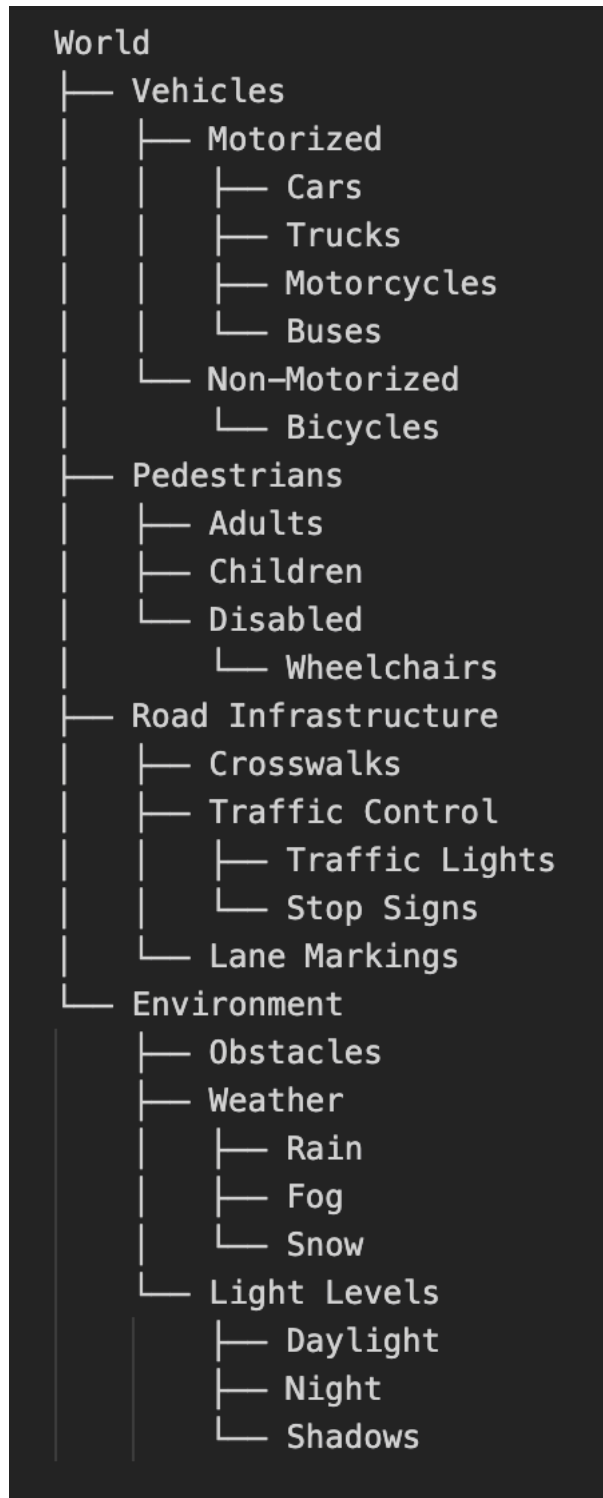 World
├── Vehicles
│   ├── Motorized
│   │   ├── Cars
│   │   ├── Trucks
│   │   ├── Motorcycles
│   │   └── Buses
│   └── Non-Motorized
│       └── Bicycles
├── Pedestrians
│   ├── Adults
│   ├── Children
│   └── Disabled
│       └── Wheelchairs
├── Road Infrastructure
│   ├── Crosswalks
│   ├── Traffic Control
│   │   ├── Traffic Lights
│   │   └── Stop Signs
│   └── Lane Markings
└── Environment
    ├── Obstacles
    ├── Weather
    │   ├── Rain
    │   ├── Fog
    │   └── Snow
    └── Light Levels
        ├── Daylight
        ├── Night
        └── Shadows